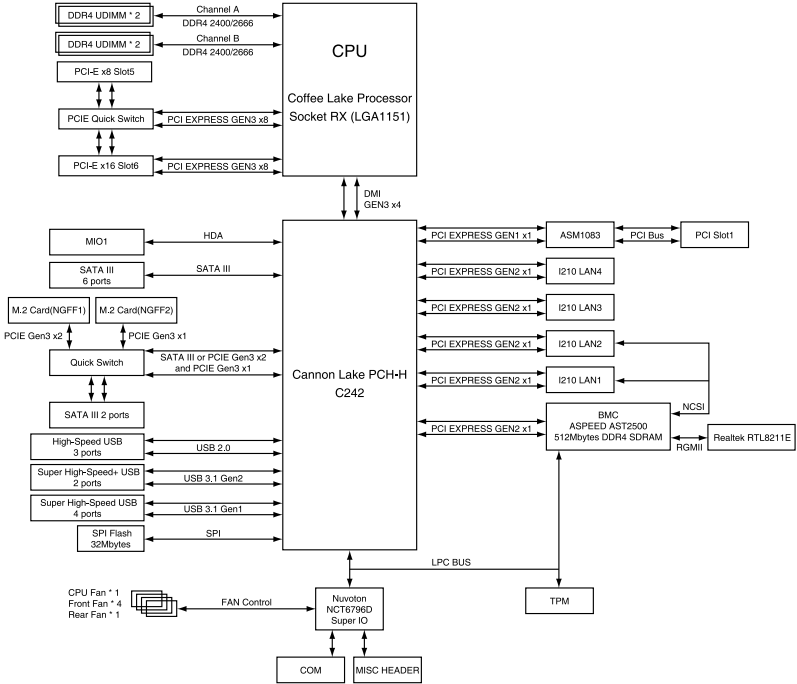 DDR4 UDIMM * 2
Channel A
DDR4 2400/2666
DDR4 UDIMM * 2
Channel B
DDR4 2400/2666
CPU
Coffee Lake Processor
Socket RX (LGA1151)
PCI-E x8 Slot5
PCIE Quick Switch
PCI EXPRESS GEN3 x8
PCI-E x16 Slot6
PCI EXPRESS GEN3 x8
DMI
GEN3 x4
MIO1
HDA
SATA III
6 ports
SATA III
M.2 Card(NGFF1)
M.2 Card(NGFF2)
PCIE Gen3 x2
PCIE Gen3 x1
Quick Switch
SATA III or PCIE Gen3 x2
and PCIE Gen3 x1
SATA III 2 ports
High-Speed USB
3 ports
USB 2.0
Super High-Speed+ USB
2 ports
USB 3.1 Gen2
Super High-Speed USB
4 ports
USB 3.1 Gen1
SPI Flash
32Mbytes
SPI
Cannon Lake PCH-H
C242
PCI EXPRESS GEN1 x1
ASM1083
PCI Bus
PCI Slot1
PCI EXPRESS GEN2 x1
I210 LAN4
PCI EXPRESS GEN2 x1
I210 LAN3
PCI EXPRESS GEN2 x1
I210 LAN2
PCI EXPRESS GEN2 x1
I210 LAN1
NCSI
PCI EXPRESS GEN2 x1
BMC
ASPEED AST2500
512Mbytes DDR4 SDRAM
RGMII
Realtek RTL8211E
LPC BUS
CPU Fan * 1
Front Fan * 4
Rear Fan * 1
FAN Control
Nuvoton
NCT6796D
Super IO
TPM
COM
MISC HEADER